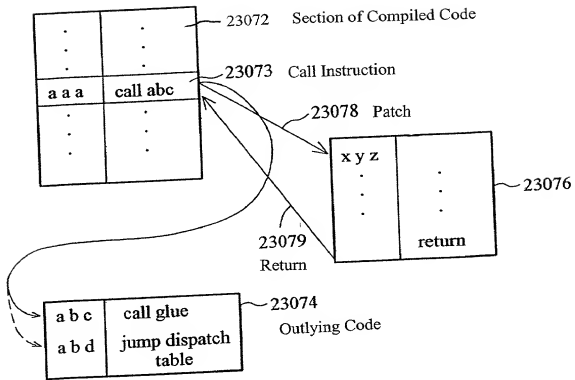 23072 Section of Compiled Code
23073 Call Instruction
a a a call abc
23078 Patch
x y z
23076
23079
Return
return
23074
Outlying Code
a b c call glue
a b d jump dispatch
table